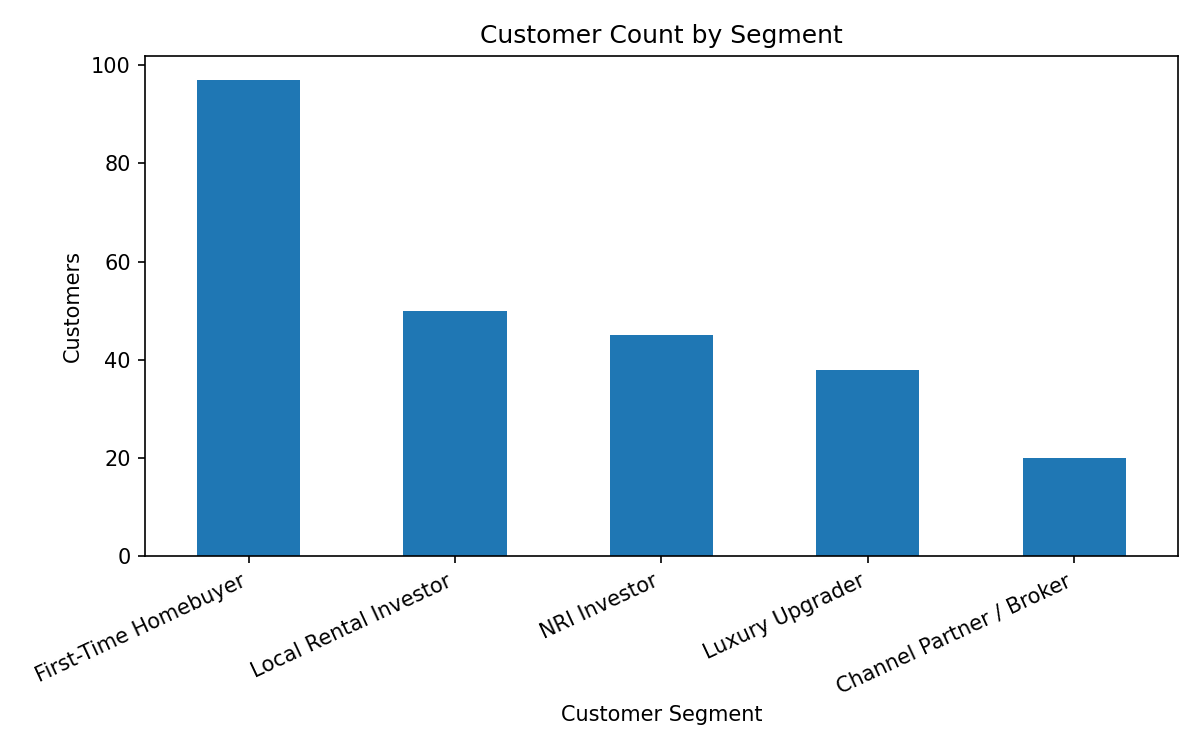 Customer Count by Segment
Customers
100
80
60
40
20
0
First-Time Homebuyer
Local Rental Investor
NRI Investor
Luxury Upgrader
Channel Partner / Broker
Customer Segment